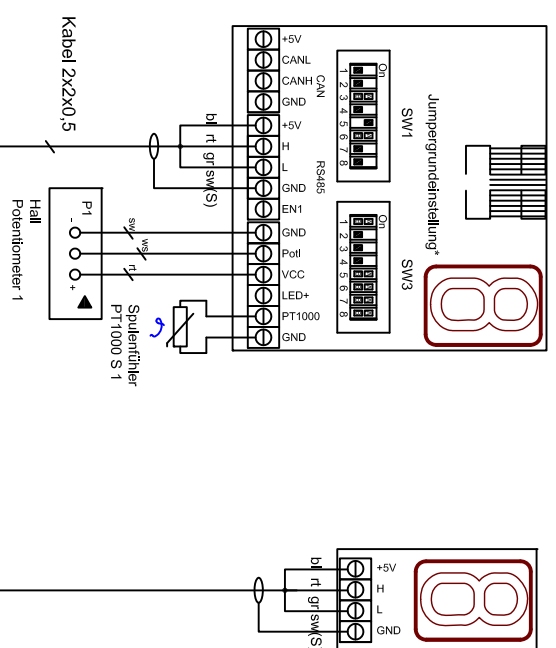 +5V
CANL
CANH
GND
CAN
+5V
H
L
GND
EN1
RS485
GND
Potl
VCC
LED+
PT1000
GND
On
1 2 3 4 5 6 7 8
SW1
On
1 2 3 4 5 6 7 8
SW3
Jumpergrundeinstellung*
8
Kabel 2x2x0,5
bl rt gr sw(S)
P1
- +
Hall
Potentiometer 1
sw
ws
rt
Spulenfühler
PT1000 S 1
+5V
H
L
GND
8
bl rt gr sw(S)